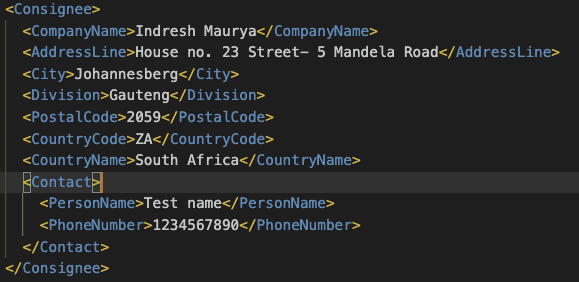 <Consignee>
<CompanyName>Indresh Maurya</CompanyName>
<AddressLine>House no. 23 Street– 5 Mandela Road</AddressLine>
<City>Johannesberg</City>
<Division>Gauteng</Division>
<PostalCode>2059</PostalCode>
<CountryCode>ZA</CountryCode>
<CountryName>South Africa</CountryName>
<Contact>
<PersonName>Test name</PersonName>
<PhoneNumber>1234567890</PhoneNumber>
</Contact>
</Consignee>